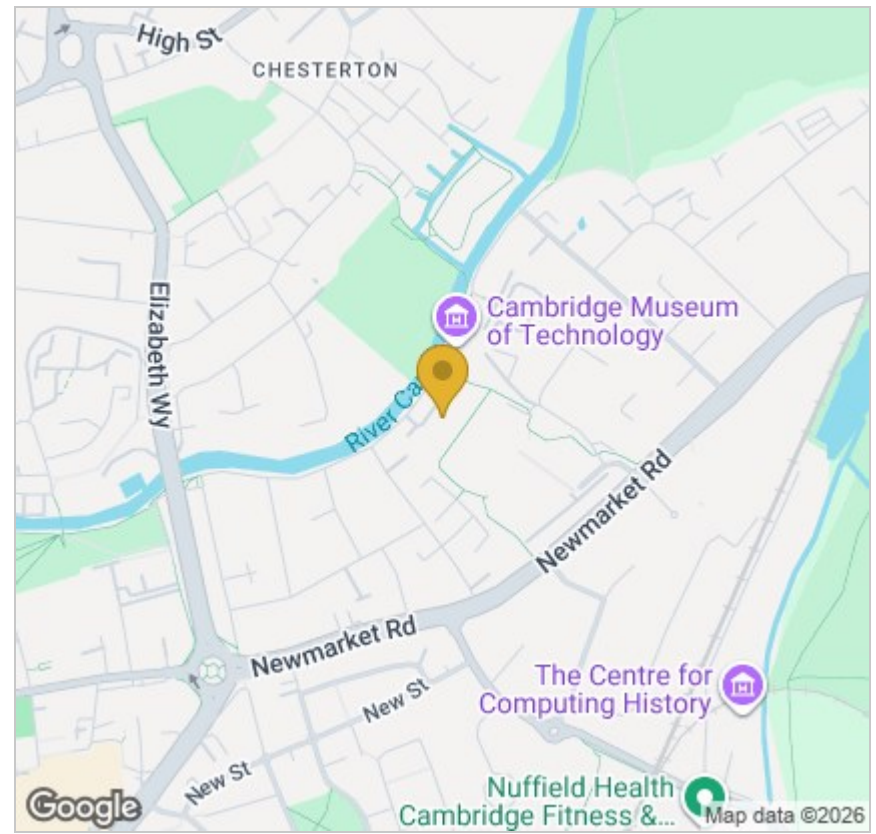 High St
CHESTERTON
Elizabeth Wy
Cambridge Museum
of Technology
River Ca
Newmarket Rd
Newmarket Rd
The Centre for
Computing History
New St
New St
Nuffield Health
Cambridge Fitness &...
Google
Map data ©2026